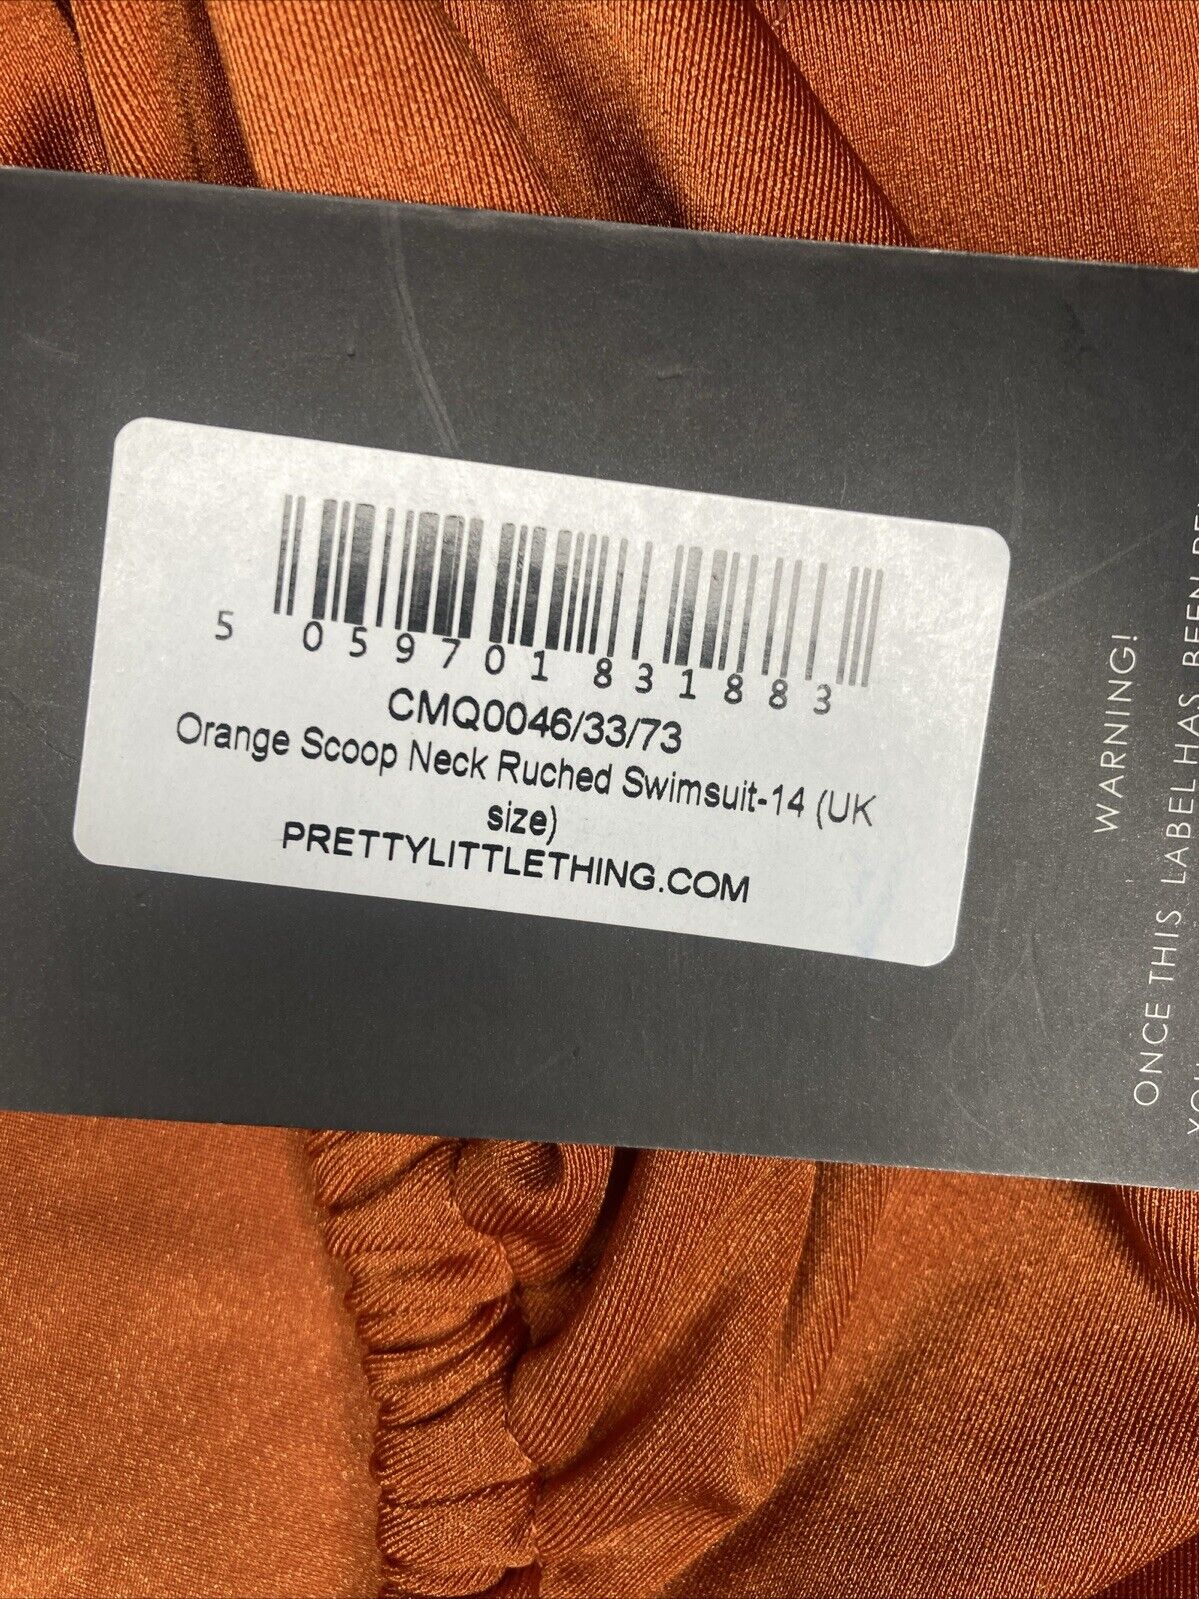 5 059701 831883
CMQ0046/33/73
Orange Scoop Neck Ruched Swimsuit-14 (UK
size)
PRETTYLITTLETHING.COM
WARNING!
ONCE THIS LABEL HAS BEEN